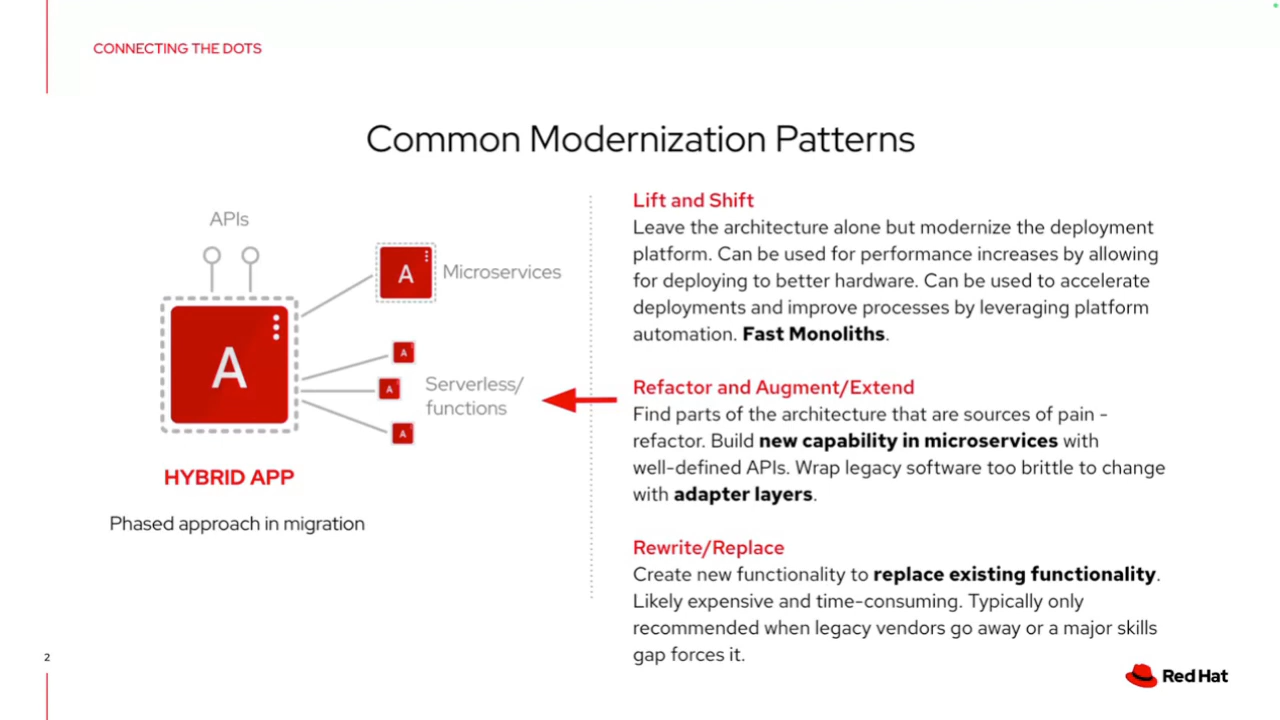 CONNECTING THE DOTS
Common Modernization Patterns
APIs
A
Microservices
A
A
A
A
Serverless/
functions
HYBRID APP
Phased approach in migration
Lift and Shift
Leave the architecture alone but modernize the deployment
platform. Can be used for performance increases by allowing
for deploying to better hardware. Can be used to accelerate
deployments and improve processes by leveraging platform
automation. Fast Monoliths.
Refactor and Augment/Extend
Find parts of the architecture that are sources of pain -
refactor. Build new capability in microservices with
well-defined APIs. Wrap legacy software too brittle to change
with adapter layers.
Rewrite/Replace
Create new functionality to replace existing functionality.
Likely expensive and time-consuming. Typically only
recommended when legacy vendors go away or a major skills
gap forces it.
2
Red Hat